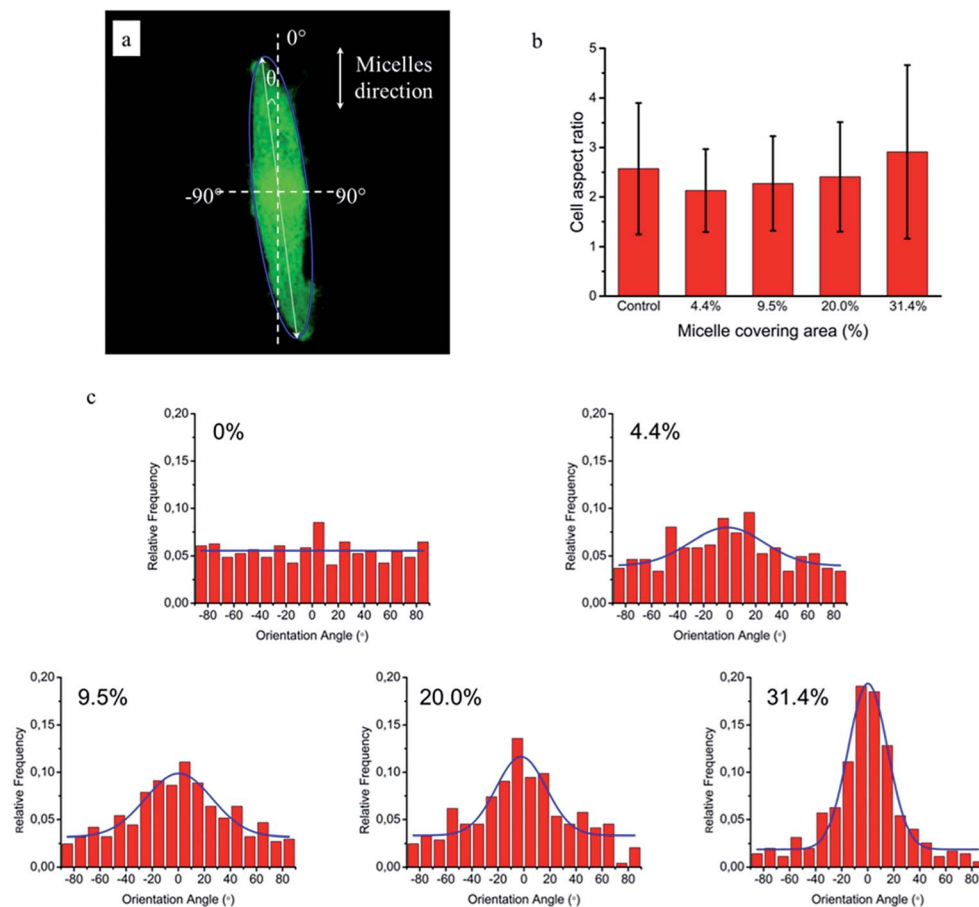 a
0°
θ
Micelles
direction
-90°
90°
b
5
4
3
2
1
0
Cell aspect ratio
Control 4.4% 9.5% 20.0% 31.4%
Micelle covering area (%)
c
0%
0,20
0,15
0,10
0,05
0,00
Relative Frequency
-80 -60 -40 -20 0 20 40 60 80
Orientation Angle (°)
4.4%
0,20
0,15
0,10
0,05
0,00
Relative Frequency
-80 -60 -40 -20 0 20 40 60 80
Orientation Angle (°)
9.5%
0,20
0,15
0,10
0,05
0,00
Relative Frequency
-80 -60 -40 -20 0 20 40 60 80
Orientation Angle (°)
20.0%
0,20
0,15
0,10
0,05
0,00
Relative Frequency
-80 -60 -40 -20 0 20 40 60 80
Orientation Angle (°)
31.4%
0,20
0,15
0,10
0,05
0,00
Relative Frequency
-80 -60 -40 -20 0 20 40 60 80
Orientation Angle (°)